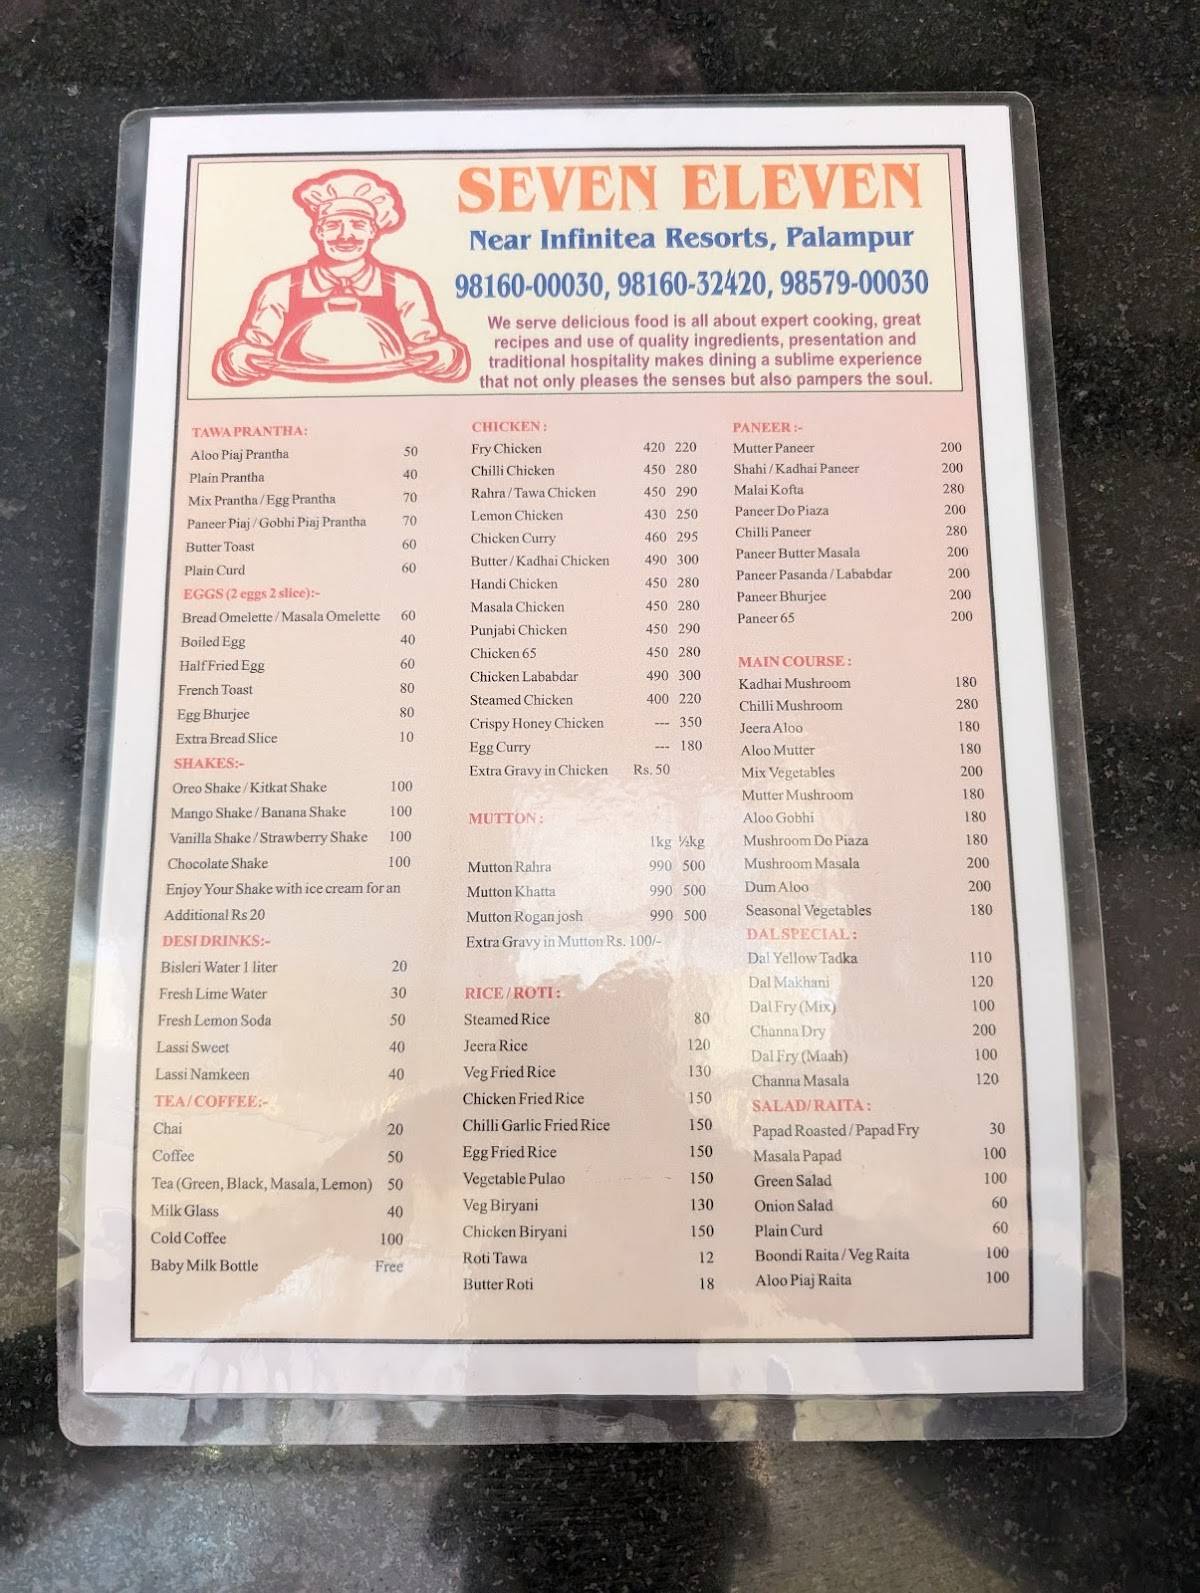 SEVEN ELEVEN
Near Infinitea Resorts, Palampur
98160-00030, 98160-32420, 98579-00030
We serve delicious food is all about expert cooking, great
recipes and use of quality ingredients, presentation and
traditional hospitality makes dining a sublime experience
that not only pleases the senses but also pampers the soul.
TAWA PRANTHA:
Aloo Piaj Prantha 50
Plain Prantha 40
Mix Prantha / Egg Prantha 70
Paneer Piaj / Gobhi Piaj Prantha 70
Butter Toast 60
Plain Curd 60
EGGS (2 eggs 2 slice):-
Bread Omelette / Masala Omelette 60
Boiled Egg 40
Half Fried Egg 60
French Toast 80
Egg Bhurjee 80
Extra Bread Slice 10
SHAKES:-
Oreo Shake / Kitkat Shake 100
Mango Shake / Banana Shake 100
Vanilla Shake / Strawberry Shake 100
Chocolate Shake 100
Enjoy Your Shake with ice cream for an
Additional Rs 20
DESI DRINKS:-
Bisleri Water 1 liter 20
Fresh Lime Water 30
Fresh Lemon Soda 50
Lassi Sweet 40
Lassi Namkeen 40
TEA / COFFEE:-
Chai 20
Coffee 50
Tea (Green, Black, Masala, Lemon) 50
Milk Glass 40
Cold Coffee 100
Baby Milk Bottle Free
CHICKEN :
Fry Chicken 420 220
Chilli Chicken 450 280
Rahra / Tawa Chicken 450 290
Lemon Chicken 430 250
Chicken Curry 460 295
Butter / Kadhai Chicken 490 300
Handi Chicken 450 280
Masala Chicken 450 280
Punjabi Chicken 450 290
Chicken 65 450 280
Chicken Lababdar 490 300
Steamed Chicken 400 220
Crispy Honey Chicken --- 350
Egg Curry --- 180
Extra Gravy in Chicken Rs. 50
MUTTON :
1kg ½kg
Mutton Rahra 990 500
Mutton Khatta 990 500
Mutton Rogan josh 990 500
Extra Gravy in Mutton Rs. 100/-
RICE / ROTI :
Steamed Rice 80
Jeera Rice 120
Veg Fried Rice 130
Chicken Fried Rice 150
Chilli Garlic Fried Rice 150
Egg Fried Rice 150
Vegetable Pulao 150
Veg Biryani 130
Chicken Biryani 150
Roti Tawa 12
Butter Roti 18
PANEER :-
Mutter Paneer 200
Shahi / Kadhai Paneer 200
Malai Kofta 280
Paneer Do Piaza 200
Chilli Paneer 280
Paneer Butter Masala 200
Paneer Pasanda / Lababdar 200
Paneer Bhurjee 200
Paneer 65 200
MAIN COURSE :
Kadhai Mushroom 180
Chilli Mushroom 280
Jeera Aloo 180
Aloo Mutter 180
Mix Vegetables 200
Mutter Mushroom 180
Aloo Gobhi 180
Mushroom Do Piaza 180
Mushroom Masala 200
Dum Aloo 200
Seasonal Vegetables 180
DAL SPECIAL :
Dal Yellow Tadka 110
Dal Makhani 120
Dal Fry (Mix) 100
Channa Dry 200
Dal Fry (Maah) 100
Channa Masala 120
SALAD/ RAITA :
Papad Roasted / Papad Fry 30
Masala Papad 100
Green Salad 100
Onion Salad 60
Plain Curd 60
Boondi Raita / Veg Raita 100
Aloo Piaj Raita 100